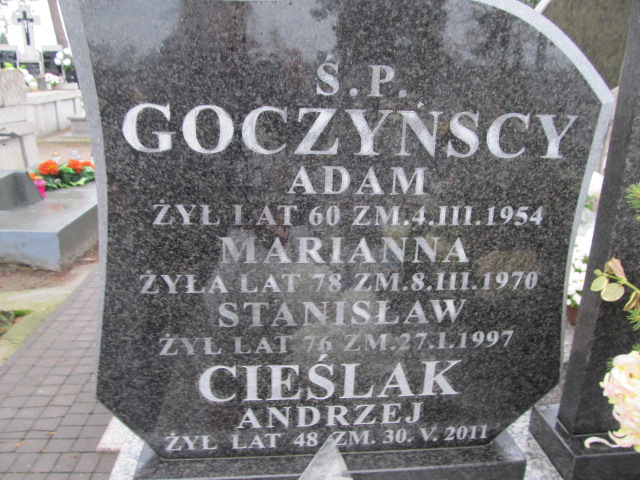 Ś.P.
GOCZYŃSCY
ADAM
ŻYŁ LAT 60 ZM.4.III.1954
MARIANNA
ŻYŁA LAT 78 ZM.8.III.1970
STANISŁAW
ŻYŁ LAT 76 ZM.27.I.1997
CIEŚLAK
ANDRZEJ
ŻYŁ LAT 48 ZM. 30. V. 2011